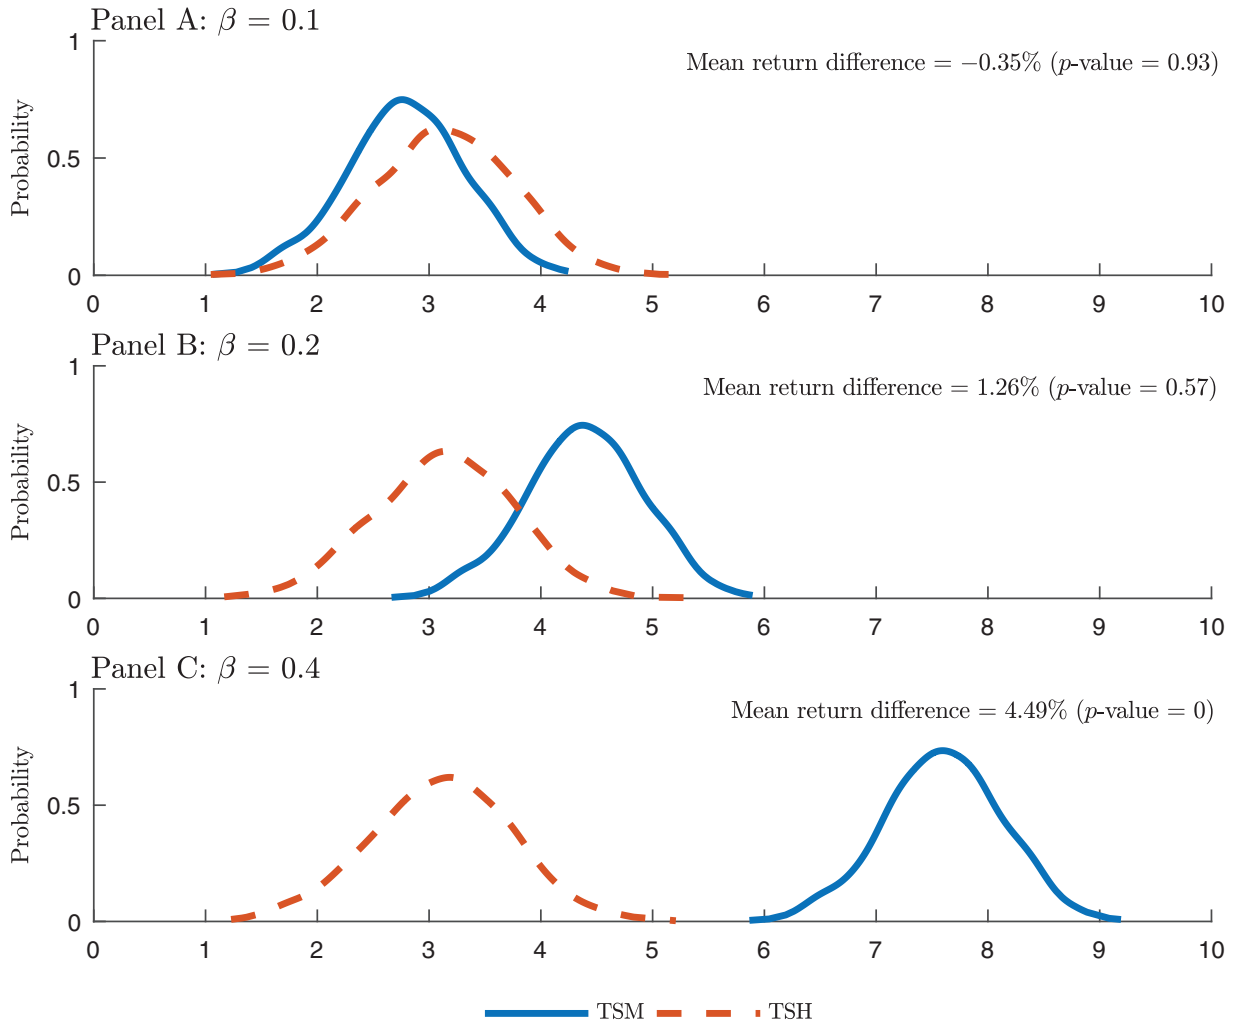 Panel A: β = 0.1
Mean return difference = −0.35% (p-value = 0.93)
Probability
1
0.5
0
0 1 2 3 4 5 6 7 8 9 10
Panel B: β = 0.2
Mean return difference = 1.26% (p-value = 0.57)
Probability
1
0.5
0
0 1 2 3 4 5 6 7 8 9 10
Panel C: β = 0.4
Mean return difference = 4.49% (p-value = 0)
Probability
1
0.5
0
0 1 2 3 4 5 6 7 8 9 10
TSM TSH